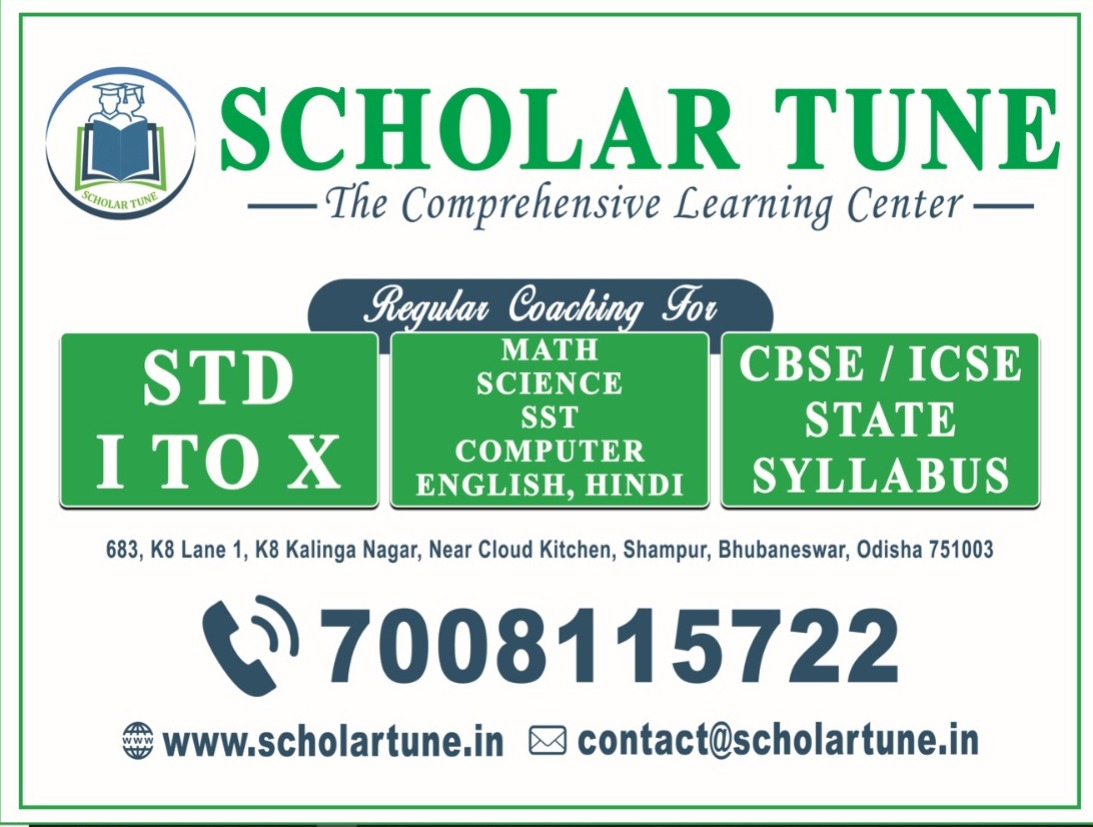 SCHOLAR TUNE
SCHOLAR TUNE
The Comprehensive Learning Center
Regular Coaching For
STD
I TO X
MATH
SCIENCE
SST
COMPUTER
ENGLISH, HINDI
CBSE / ICSE
STATE
SYLLABUS
683, K8 Lane 1, K8 Kalinga Nagar, Near Cloud Kitchen, Shampur, Bhubaneswar, Odisha 751003
7008115722
www
www.scholartune.in
contact@scholartune.in